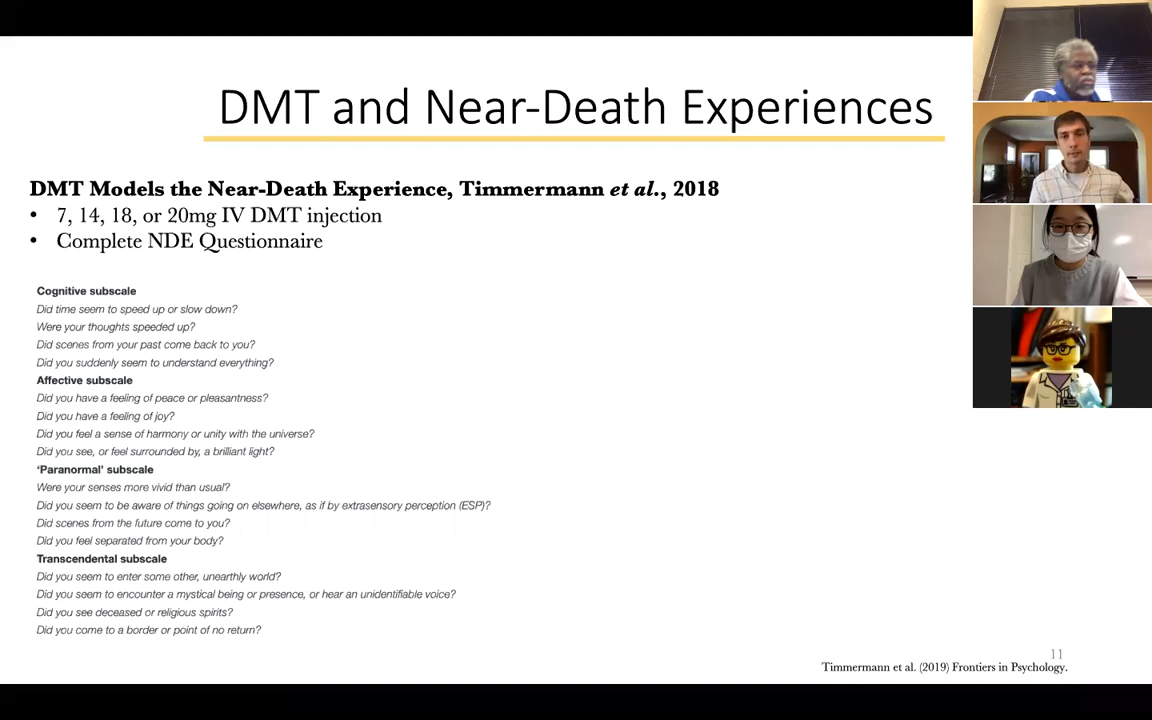 DMT and Near-Death Experiences
DMT Models the Near-Death Experience, Timmermann et al., 2018
• 7, 14, 18, or 20mg IV DMT injection
• Complete NDE Questionnaire
Cognitive subscale
Did time seem to speed up or slow down?
Were your thoughts speeded up?
Did scenes from your past come back to you?
Did you suddenly seem to understand everything?
Affective subscale
Did you have a feeling of peace or pleasantness?
Did you have a feeling of joy?
Did you feel a sense of harmony or unity with the universe?
Did you see, or feel surrounded by, a brilliant light?
‘Paranormal’ subscale
Were your senses more vivid than usual?
Did you seem to be aware of things going on elsewhere, as if by extrasensory perception (ESP)?
Did scenes from the future come to you?
Did you feel separated from your body?
Transcendental subscale
Did you seem to enter some other, unearthly world?
Did you seem to encounter a mystical being or presence, or hear an unidentifiable voice?
Did you see deceased or religious spirits?
Did you come to a border or point of no return?
11
Timmermann et al. (2019) Frontiers in Psychology.